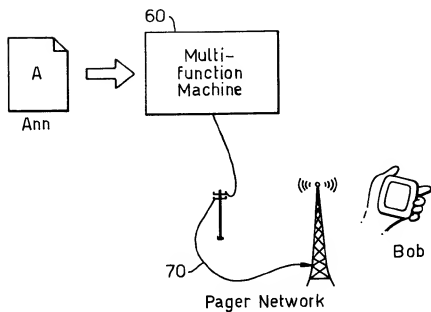 60
A
Multi-
function
Machine
Ann
70
Bob
Pager Network